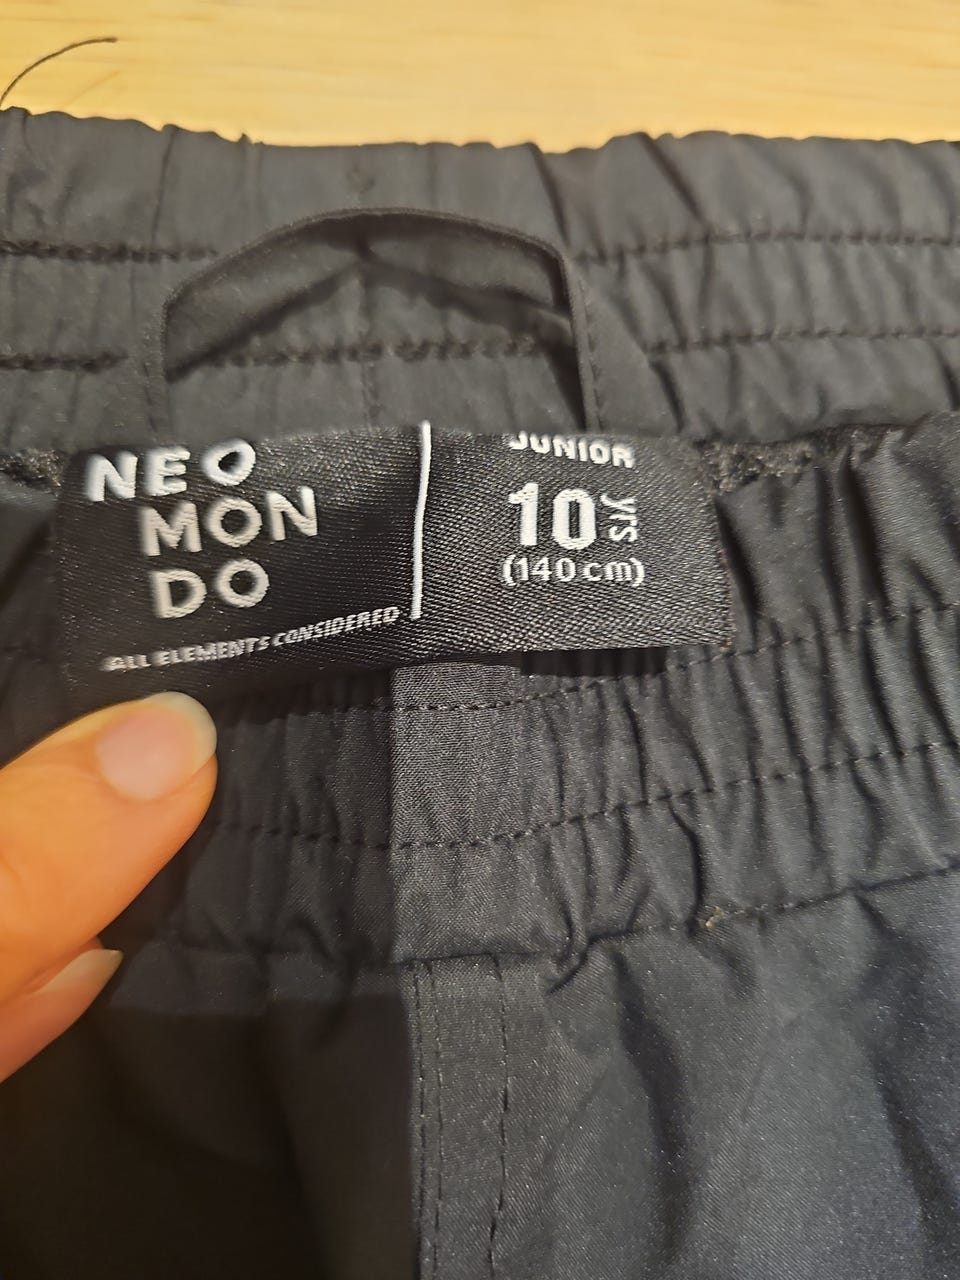 NEO
MON
DO
ALL ELEMENTS CONSIDERED
JUNIOR
10 YRS
(140 cm)